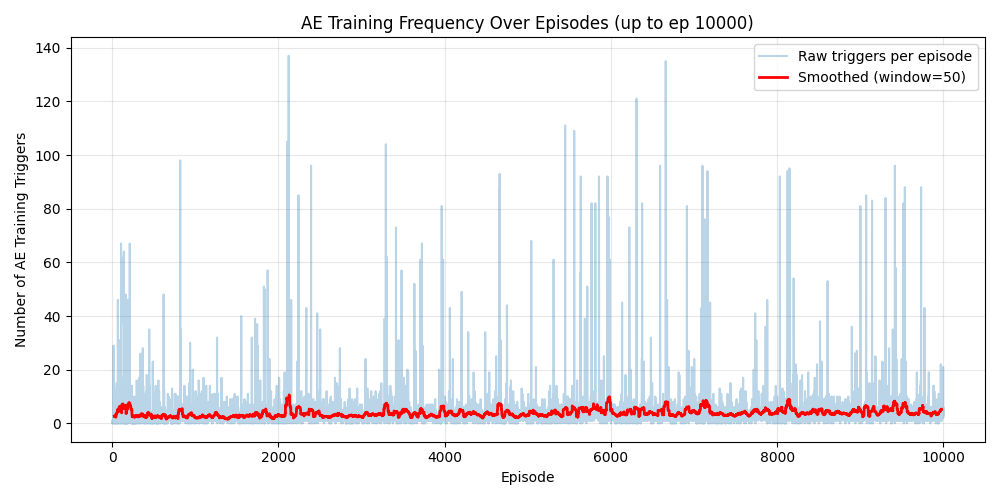 AE Training Frequency Over Episodes (up to ep 10000)
Raw triggers per episode
Smoothed (window=50)
Number of AE Training Triggers
140
120
100
80
60
40
20
0
0 2000 4000 6000 8000 10000
Episode